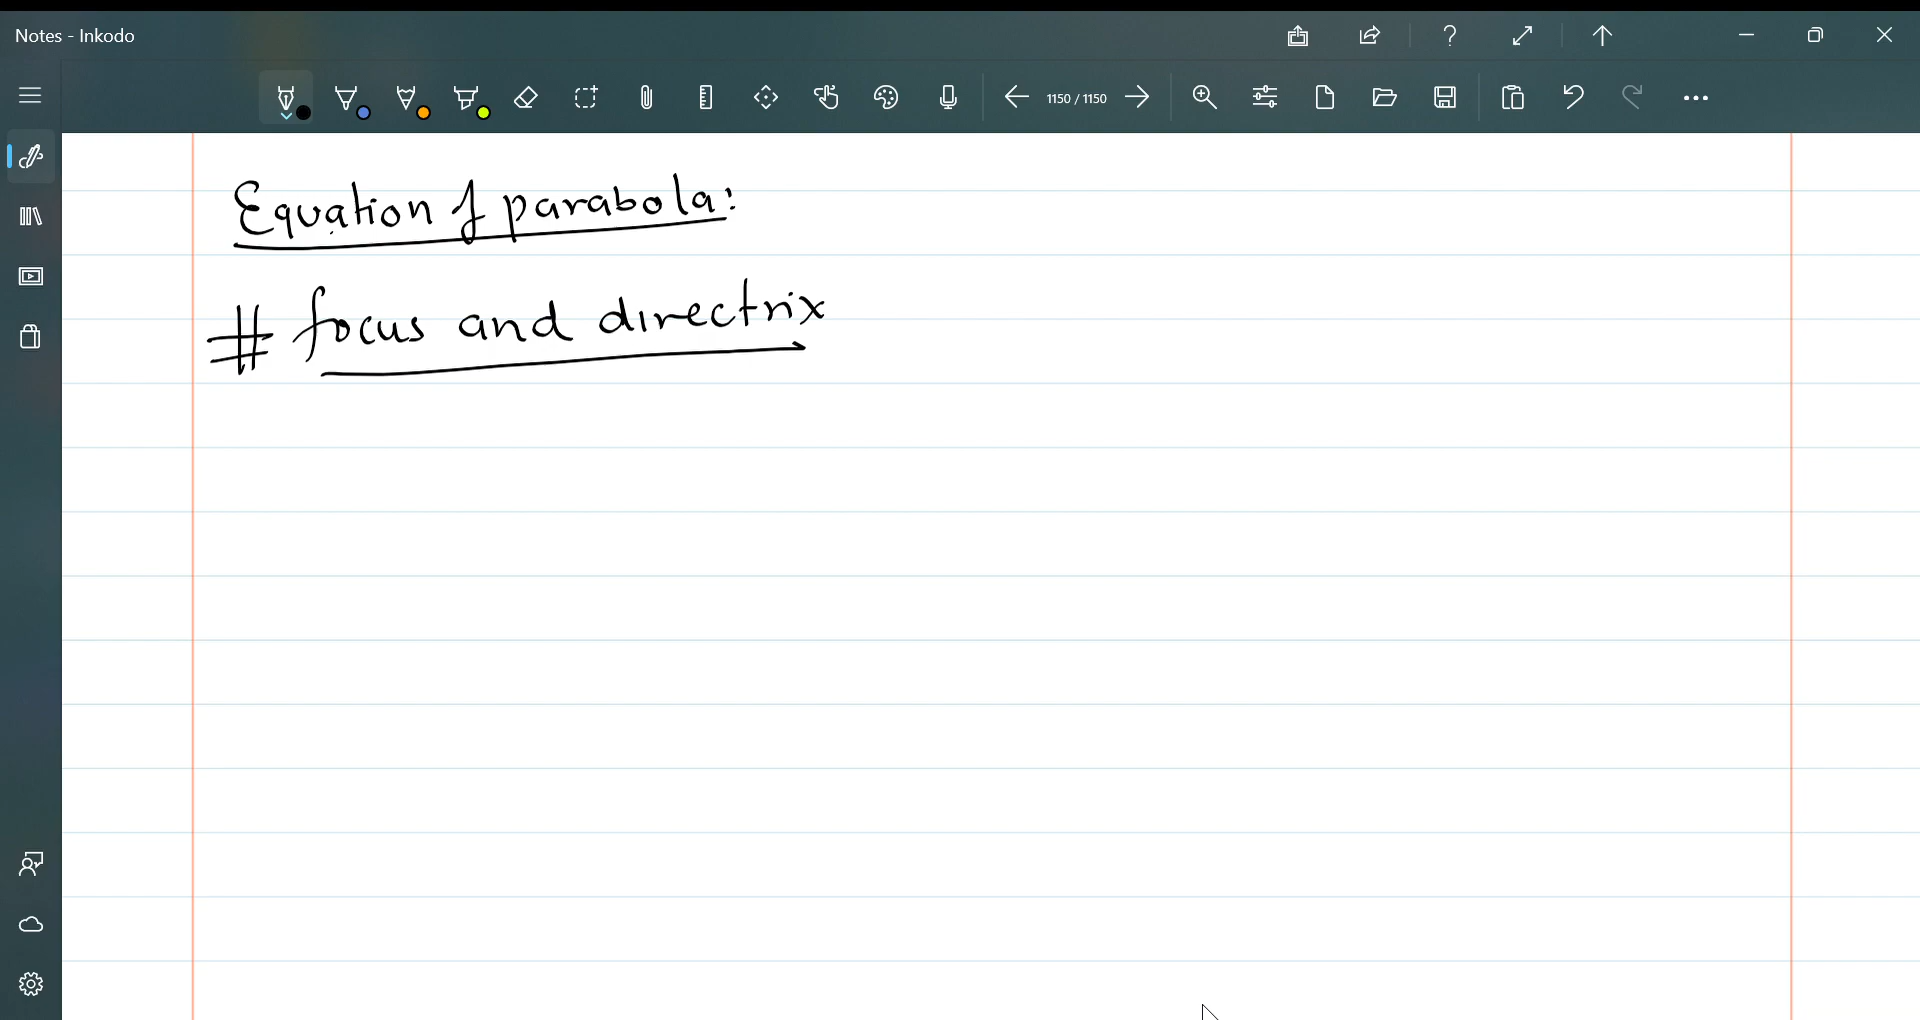 Notes - Inkodo
1150 / 1150
Equation of parabola:
# focus and directrix